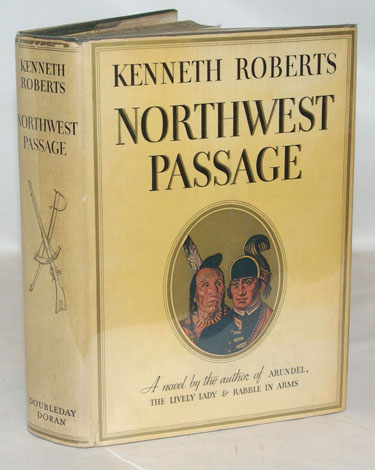 KENNETH
ROBERTS
NORTHWEST
PASSAGE
DOUBLEDAY
DORAN
KENNETH ROBERTS
NORTHWEST
PASSAGE
A novel by the author of ARUNDEL,
THE LIVELY LADY & RABBLE IN ARMS